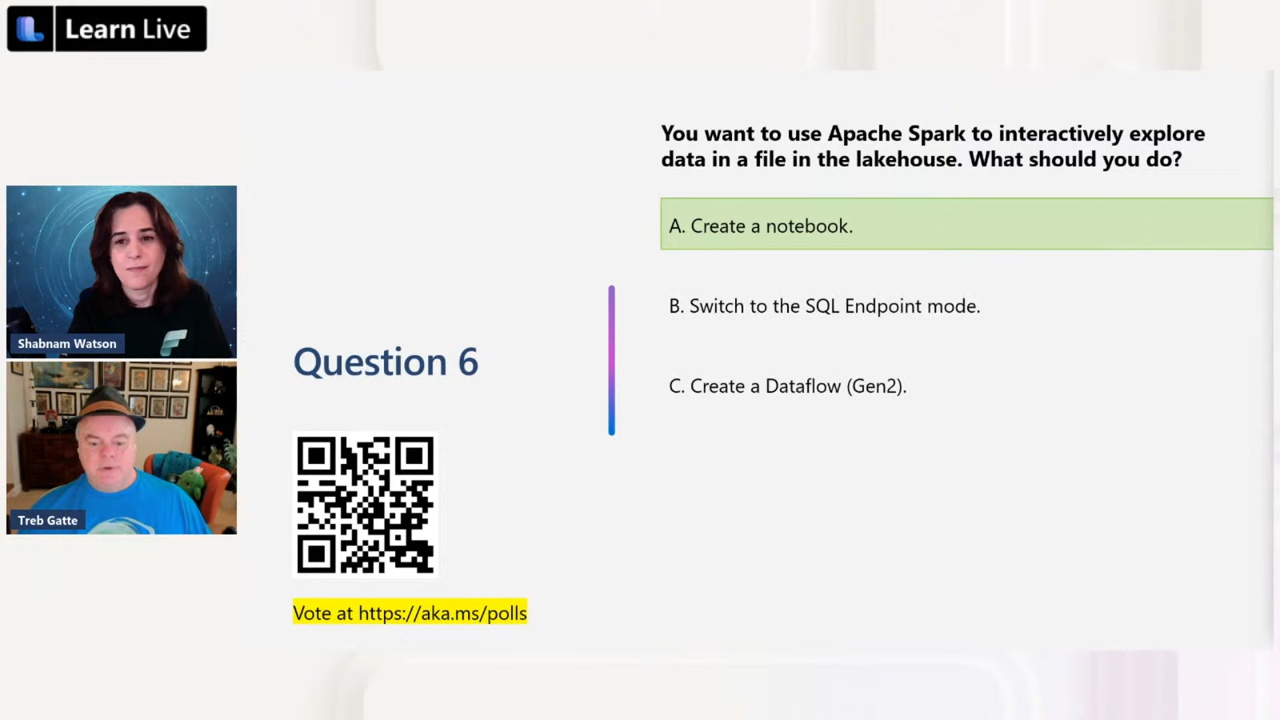 Learn Live
You want to use Apache Spark to interactively explore
data in a file in the lakehouse. What should you do?
A. Create a notebook.
B. Switch to the SQL Endpoint mode.
C. Create a Dataflow (Gen2).
Shabnam Watson
Question 6
Treb Gatte
Vote at https://aka.ms/polls